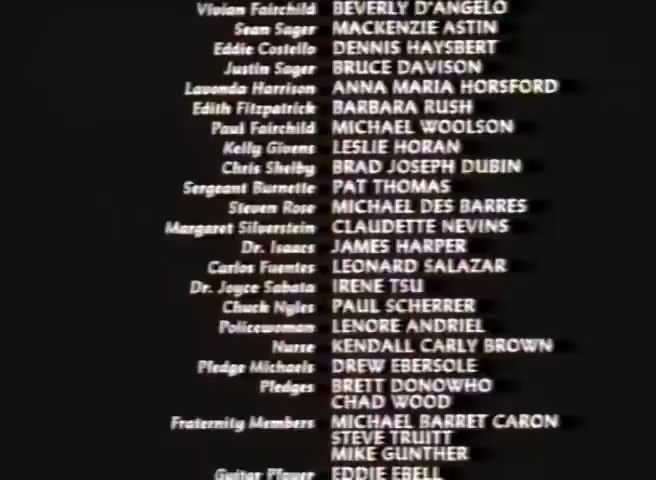 Vivian Fairchild BEVERLY D'ANGELO
Sean Sager MACKENZIE ASTIN
Eddie Costello DENNIS HAYSBERT
Justin Sager BRUCE DAVISON
Lavonda Harrison ANNA MARIA HORSFORD
Edith Fitzpatrick BARBARA RUSH
Paul Fairchild MICHAEL WOOLSON
Kelly Givens LESLIE HORAN
Chris Shelby BRAD JOSEPH DUBIN
Sergeant Burnette PAT THOMAS
Steven Rose MICHAEL DES BARRES
Margaret Silverstein CLAUDETTE NEVINS
Dr. Isaacs JAMES HARPER
Carlos Fuentes LEONARD SALAZAR
Dr. Joyce Sabata IRENE TSU
Chuck Nyles PAUL SCHERRER
Policewoman LENORE ANDRIEL
Nurse KENDALL CARLY BROWN
Pledge Michaels DREW EBERSOLE
Pledges BRETT DONOWHO
CHAD WOOD
Fraternity Members MICHAEL BARRET CARON
STEVE TRUITT
MIKE GUNTHER
Guitar Player EDDIE EBELL